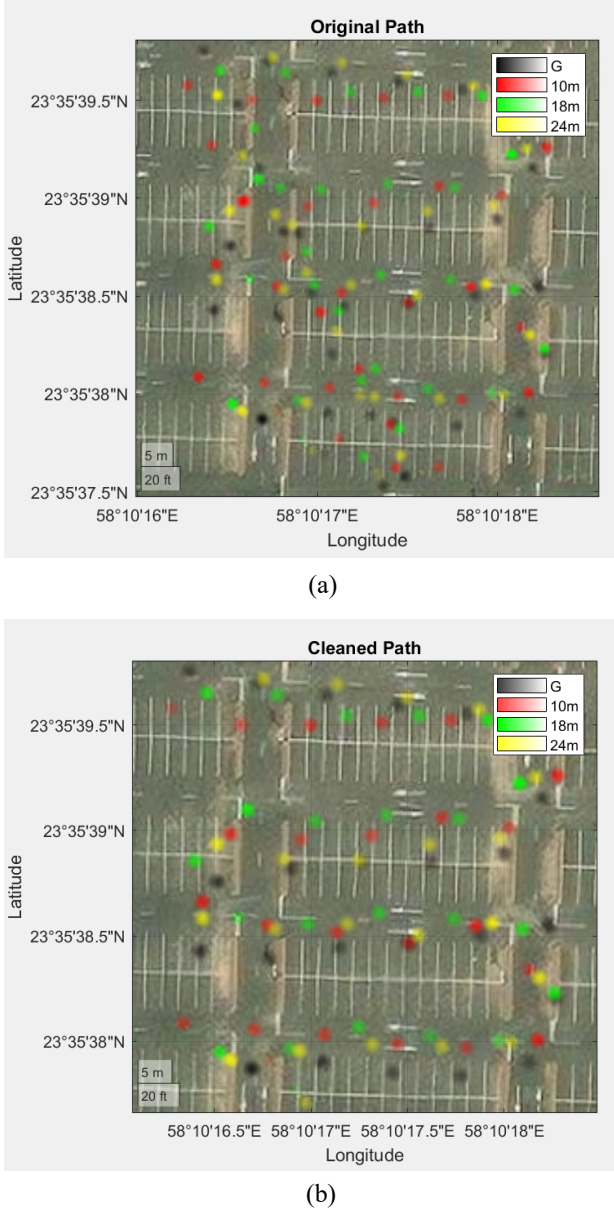 Original Path
G
10m
18m
24m
23°35'39.5"N
23°35'39"N
23°35'38.5"N
23°35'38"N
23°35'37.5"N
Latitude
5 m
20 ft
58°10'16"E 58°10'17"E 58°10'18"E
Longitude
(a)
Cleaned Path
G
10m
18m
24m
23°35'39.5"N
23°35'39"N
23°35'38.5"N
23°35'38"N
Latitude
5 m
20 ft
58°10'16.5"E 58°10'17"E 58°10'17.5"E 58°10'18"E
Longitude
(b)